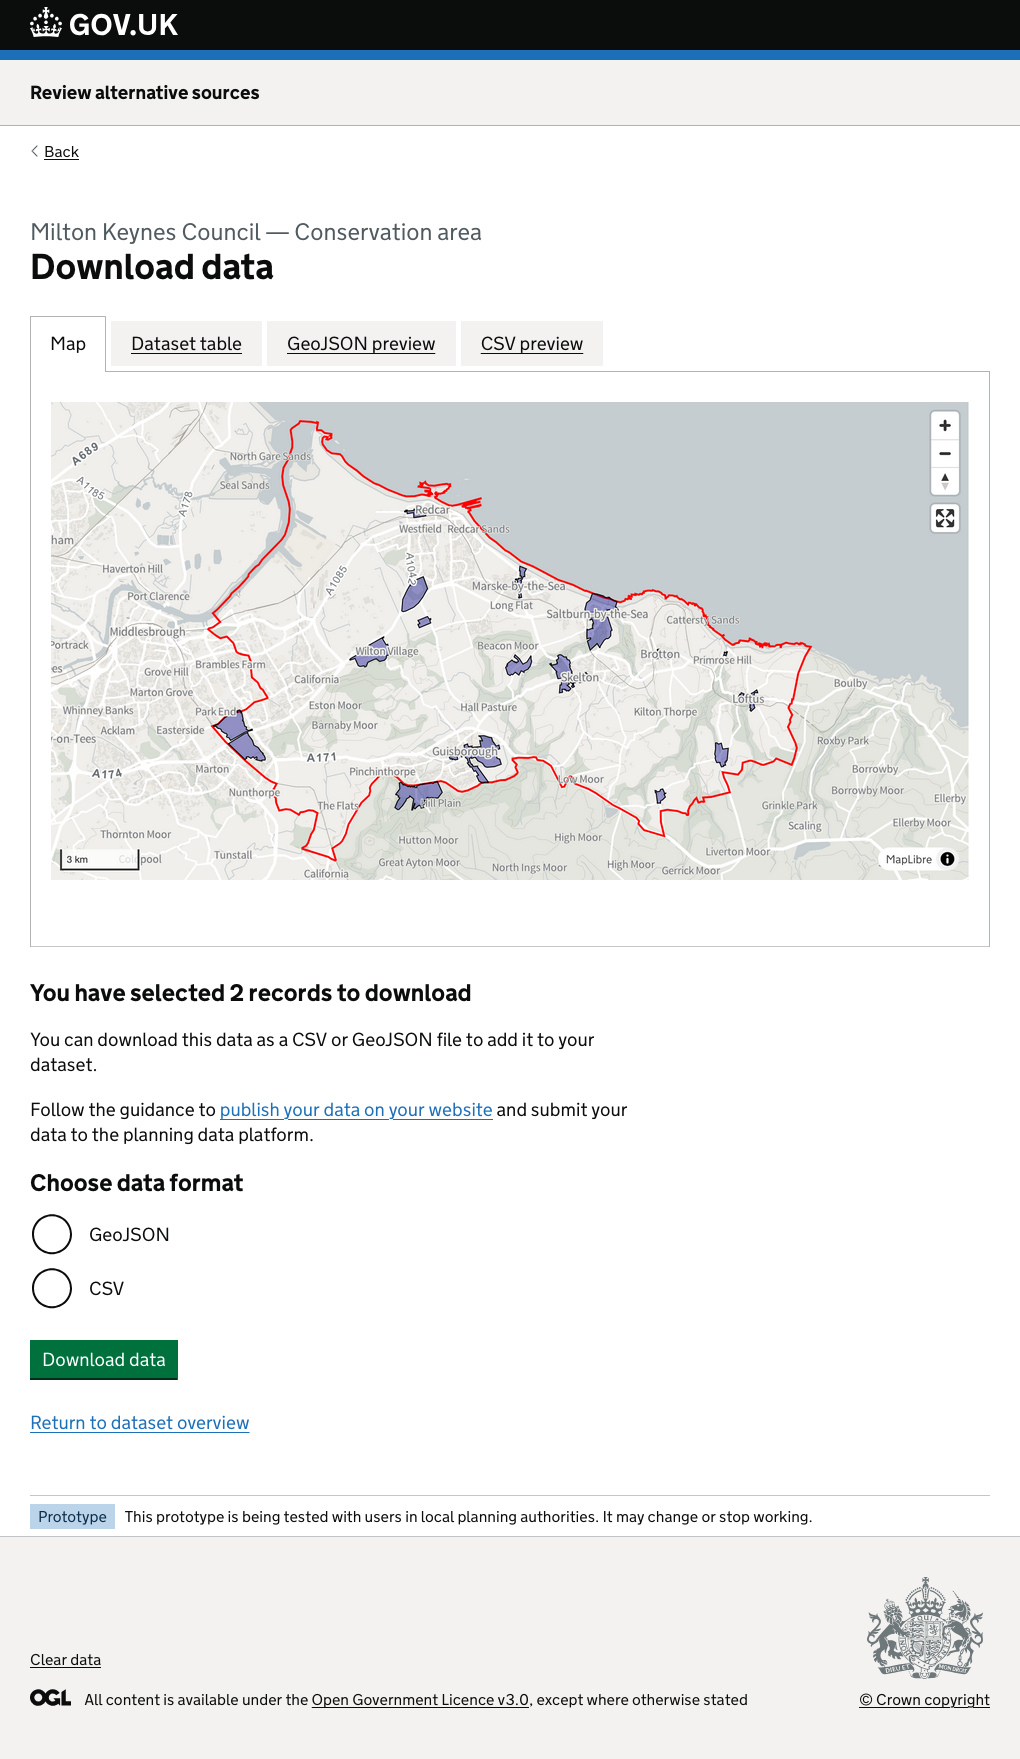 GOV.UK
Review alternative sources
Back
Milton Keynes Council — Conservation area
Download data
Map
Dataset table
GeoJSON preview
CSV preview
A689
North Gare Sands
A1185
Seal Sands
A178
Redcar
Westfield
Redcar Sands
ham
Haverton Hill
A1042
A1085
Marske-by-the-Sea
Port Clarence
Long Flat
Saltburn-by-the-Sea
Cattersty Sands
Middlesbrough
Portrack
Wilton Village
Beacon Moor
Brotton
Primrose Hill
es
Brambles Farm
Grove Hill
California
Skelton
Boulby
Marton Grove
Loftus
Whinney Banks
Park End
Eston Moor
Hall Pasture
Kilton Thorpe
Acklam
Easterside
Barnaby Moor
y-on-Tees
Roxby Park
A171
Guisborough
A174
Marton
Pinchinthorpe
Low Moor
Borrowby
Nunthorpe
Borrowby Moor
Ellerby
The Flats
Hill Plain
Grinkle Park
Thornton Moor
Hutton Moor
High Moor
Scaling
Ellerby Moor
3 km
Coulby
pool
Tunstall
Great Ayton Moor
North Ings Moor
High Moor
Liverton Moor
Gerrick Moor
California
MapLibre
You have selected 2 records to download
You can download this data as a CSV or GeoJSON file to add it to your
dataset.
Follow the guidance to publish your data on your website and submit your
data to the planning data platform.
Choose data format
GeoJSON
CSV
Download data
Return to dataset overview
Prototype
This prototype is being tested with users in local planning authorities. It may change or stop working.
Clear data
OGL
All content is available under the Open Government Licence v3.0, except where otherwise stated
© Crown copyright
DIEU ET
MON DROIT